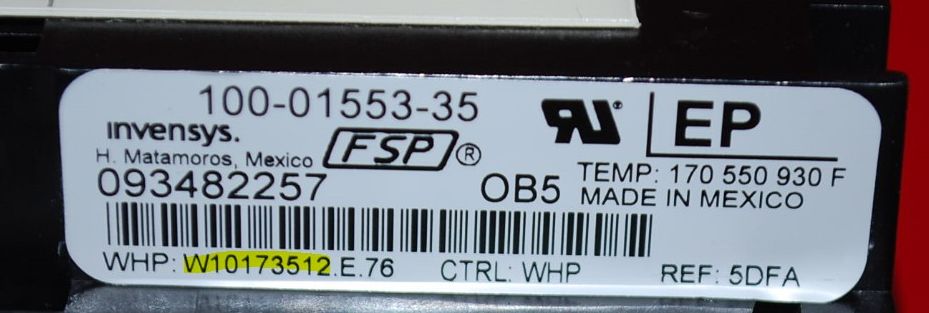 100-01553-35
invensys.
H. Matamoros, Mexico
FSP®
EP
093482257
OB5
TEMP: 170 550 930 F
MADE IN MEXICO
WHP: W10173512.E.76 CTRL: WHP REF: 5DFA